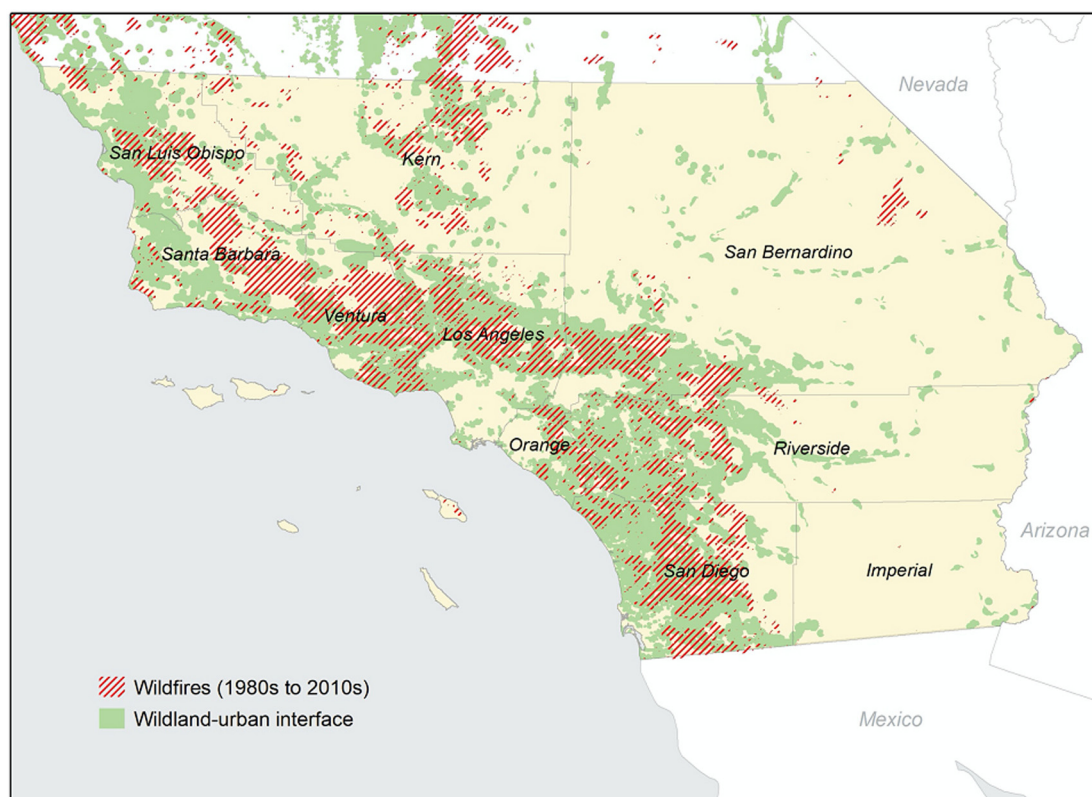 Nevada
San Luis Obispo
Kern
Santa Barbara
San Bernardino
Ventura
Los Angeles
Orange
Riverside
Arizona
San Diego
Imperial
Wildfires (1980s to 2010s)
Wildland-urban interface
Mexico